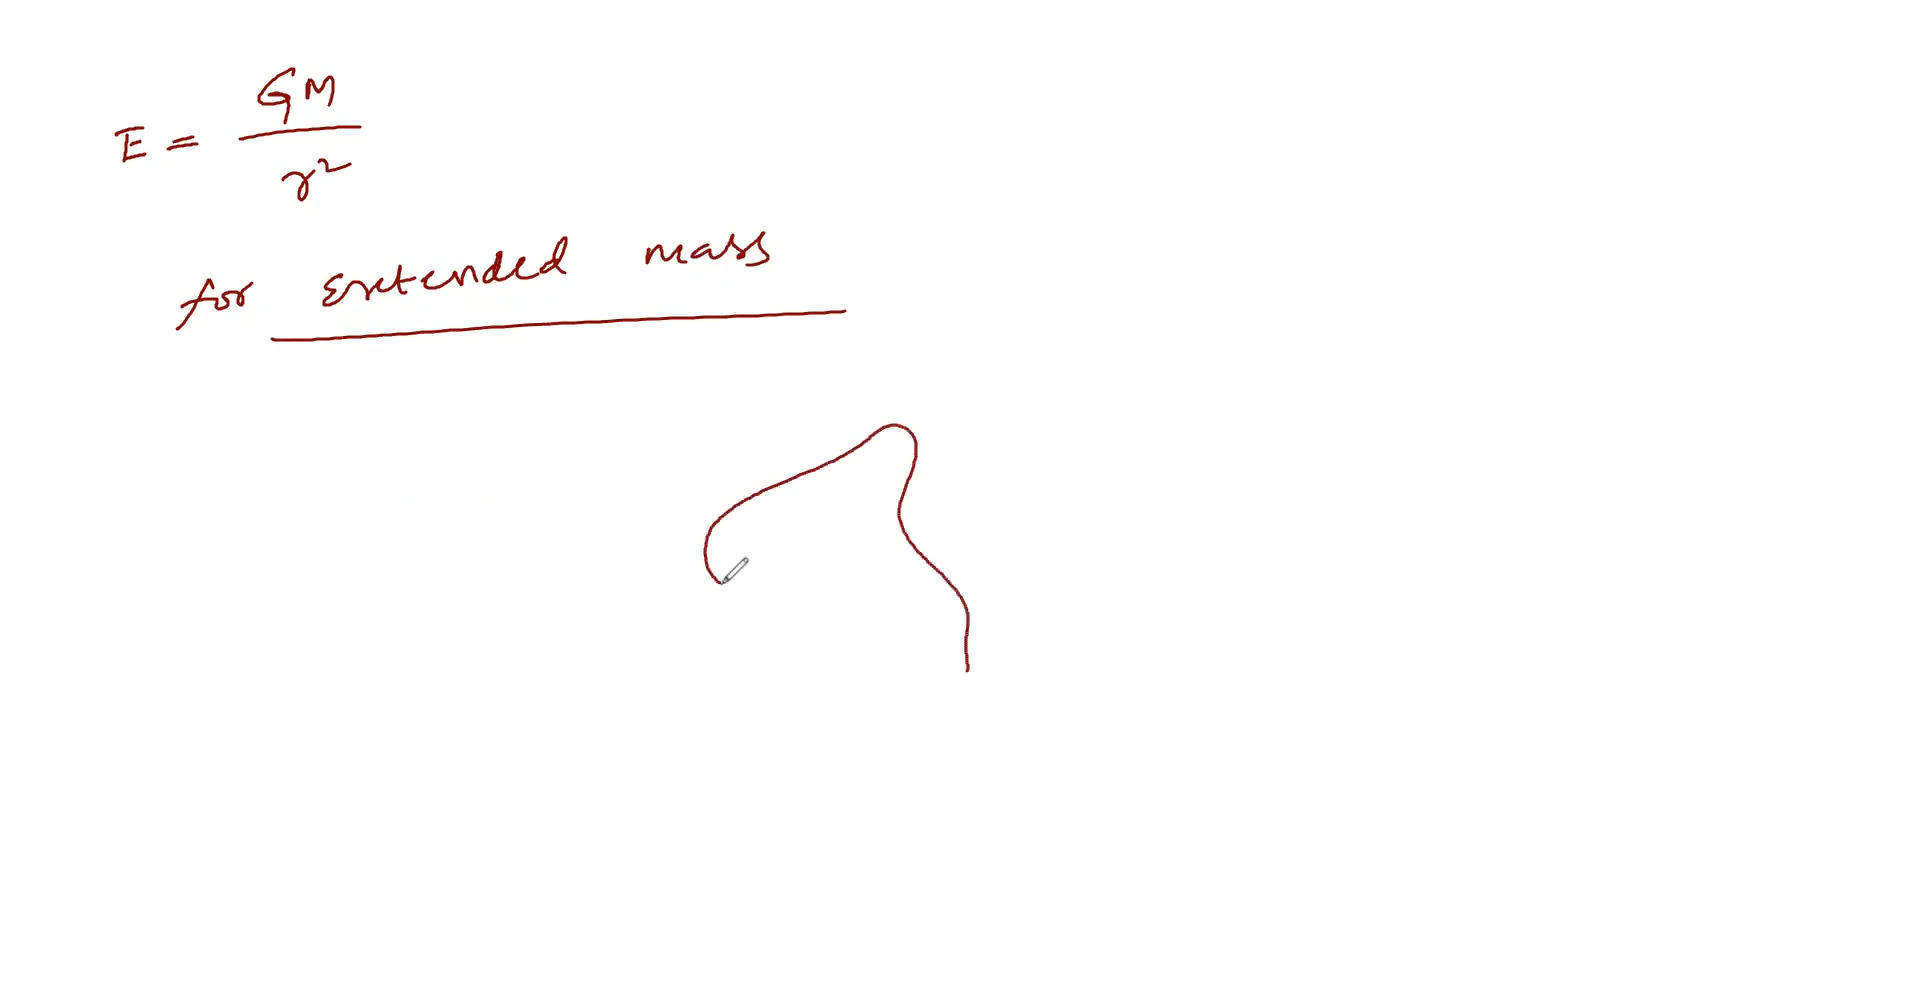 E = GM / r²
for extended mass